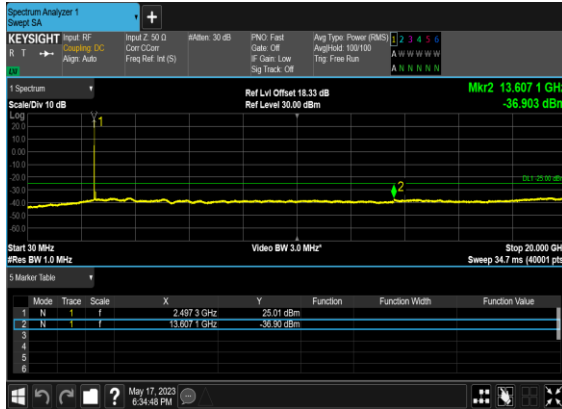 Spectrum Analyzer 1
Swept SA
+
KEYSIGHT Input: RF Input Z: 50 Ω #Atten: 30 dB PNO: Fast Avg Type: Power (RMS) 1 2 3 4 5 6
R T Coupling: DC Corr CCorr Gate: Off Avg|Hold: 100/100 A W W W W W
Align: Auto Freq Ref: Int (S) IF Gain: Low Trig: Free Run
LU Sig Track: Off A N N N N N
1 Spectrum Ref Lvl Offset 18.33 dB Mkr2 13.607 1 GHz
Scale/Div 10 dB Ref Level 30.00 dBm -36.903 dBm
Log
1
20.0
10.0
0.00
-10.0
-20.0
DL1 -25.00 dBm
-30.0
2
-40.0
-50.0
-60.0
Start 30 MHz Video BW 3.0 MHz* Stop 20.000 GHz
#Res BW 1.0 MHz Sweep 34.7 ms (40001 pts)
5 Marker Table
Mode Trace Scale X Y Function Function Width Function Value
1 N 1 f 2.497 3 GHz 25.01 dBm
2 N 1 f 13.607 1 GHz -36.90 dBm
3
4
5
6
? May 17, 2023
6:34:48 PM